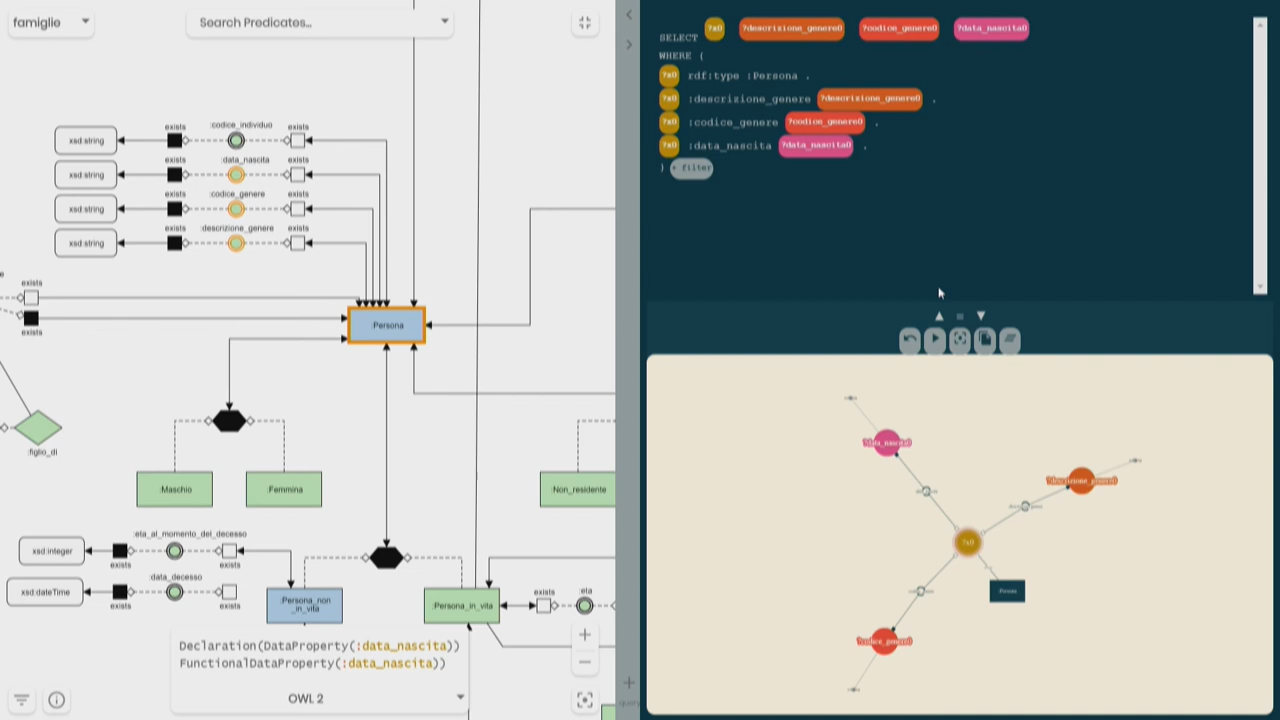 famiglie
Search Predicates...
exists
:codice_individuo
exists
xsd:string
exists
:data_nascita
exists
xsd:string
exists
:codice_genere
exists
xsd:string
exists
:descrizione_genere
exists
xsd:string
exists
exists
:Persona
:figlio_di
:Maschio
:Femmina
:Non_residente
:eta_al_momento_del_decesso
xsd:integer
exists
exists
:data_decesso
xsd:dateTime
exists
exists
:Persona_non
_in_vita
:Persona_in_vita
exists
:eta
Declaration(DataProperty(:data_nascita))
FunctionalDataProperty(:data_nascita))
OWL 2
SELECT ?x0 ?descrizione_genere0 ?codice_genere0 ?data_nascita0
WHERE {
?x0 rdf:type :Persona .
?x0 :descrizione_genere ?descrizione_genere0 .
?x0 :codice_genere ?codice_genere0 .
?x0 :data_nascita ?data_nascita0 .
} + filter
?data_nascita0
?descrizione_genere0
?x0
:Persona
?codice_genere0